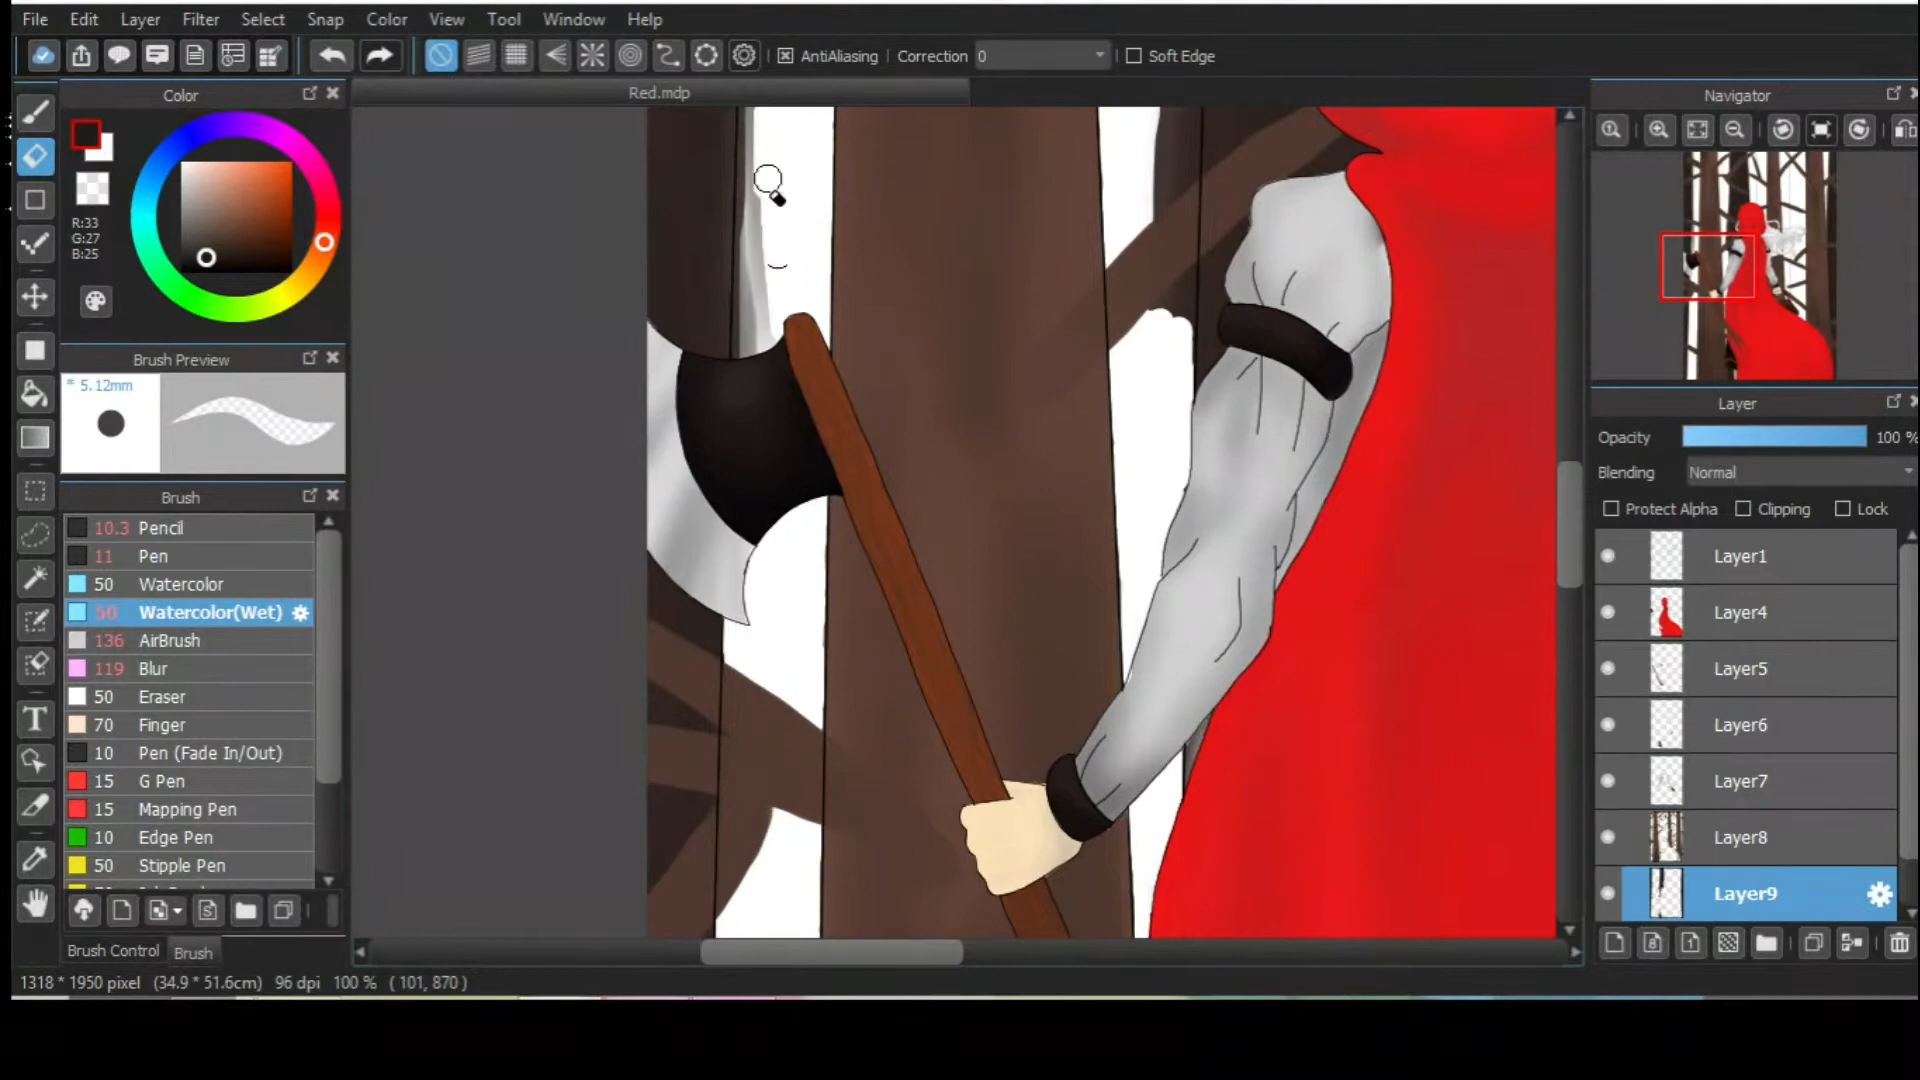 File Edit Layer Filter Select Snap Color View Tool Window Help
AntiAliasing Correction 0 Soft Edge
Color
Red.mdp
Navigator
R:33
G:27
B:25
Brush Preview
* 5.12mm
Layer
Opacity 100 %
Blending Normal
Protect Alpha Clipping Lock
Brush
10.3 Pencil
11 Pen
50 Watercolor
50 Watercolor(Wet)
136 AirBrush
119 Blur
50 Eraser
70 Finger
10 Pen (Fade In/Out)
15 G Pen
15 Mapping Pen
10 Edge Pen
50 Stipple Pen
Layer1
Layer4
Layer5
Layer6
Layer7
Layer8
Layer9
Brush Control Brush
1318 * 1950 pixel (34.9 * 51.6cm) 96 dpi 100 % ( 101, 870 )